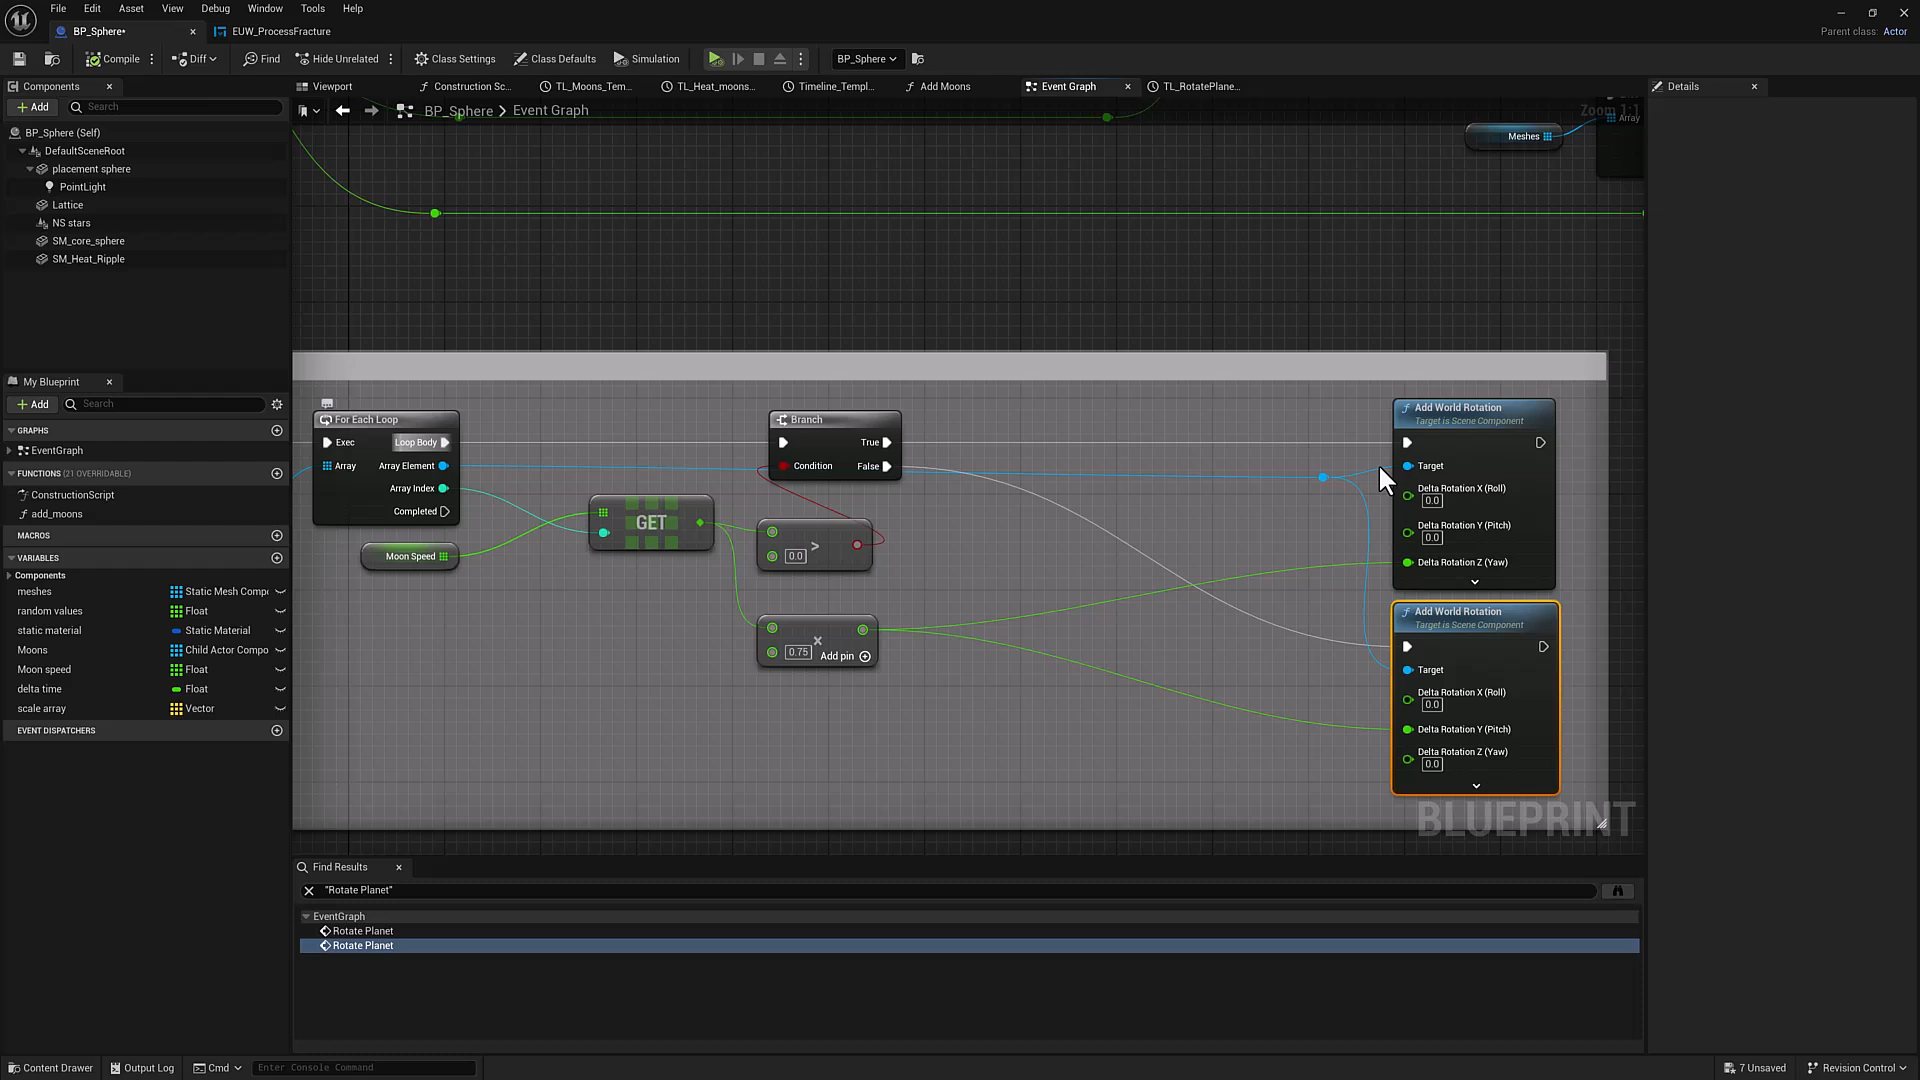 File Edit Asset View Debug Window Tools Help
BP_Sphere• EUW_ProcessFracture
Parent class: Actor
Compile Diff Find Hide Unrelated Class Settings Class Defaults Simulation BP_Sphere
Components
Viewport Construction Sc... TL_Moons_Tem... TL_Heat_moons... Timeline_Templ... Add Moons Event Graph TL_RotatePlane...
Details
Add Search
BP_Sphere > Event Graph
Zoom 1:1
BP_Sphere (Self)
DefaultSceneRoot
placement sphere
PointLight
Lattice
NS stars
SM_core_sphere
SM_Heat_Ripple
Meshes
Array
My Blueprint
Add Search
GRAPHS
EventGraph
FUNCTIONS (21 OVERRIDABLE)
ConstructionScript
add_moons
MACROS
VARIABLES
Components
meshes Static Mesh Compo
random values Float
static material Static Material
Moons Child Actor Compo
Moon speed Float
delta time Float
scale array Vector
EVENT DISPATCHERS
For Each Loop
Exec Loop Body
Array Array Element
Array Index
Completed
Moon Speed
GET
Branch
True
Condition False
>
0.0
×
0.75 Add pin
Add World Rotation
Target is Scene Component
Target
Delta Rotation X (Roll)
0.0
Delta Rotation Y (Pitch)
0.0
Delta Rotation Z (Yaw)
Add World Rotation
Target is Scene Component
Target
Delta Rotation X (Roll)
0.0
Delta Rotation Y (Pitch)
Delta Rotation Z (Yaw)
0.0
BLUEPRINT
Find Results
"Rotate Planet"
EventGraph
Rotate Planet
Rotate Planet
Content Drawer Output Log Cmd Enter Console Command
7 Unsaved Revision Control